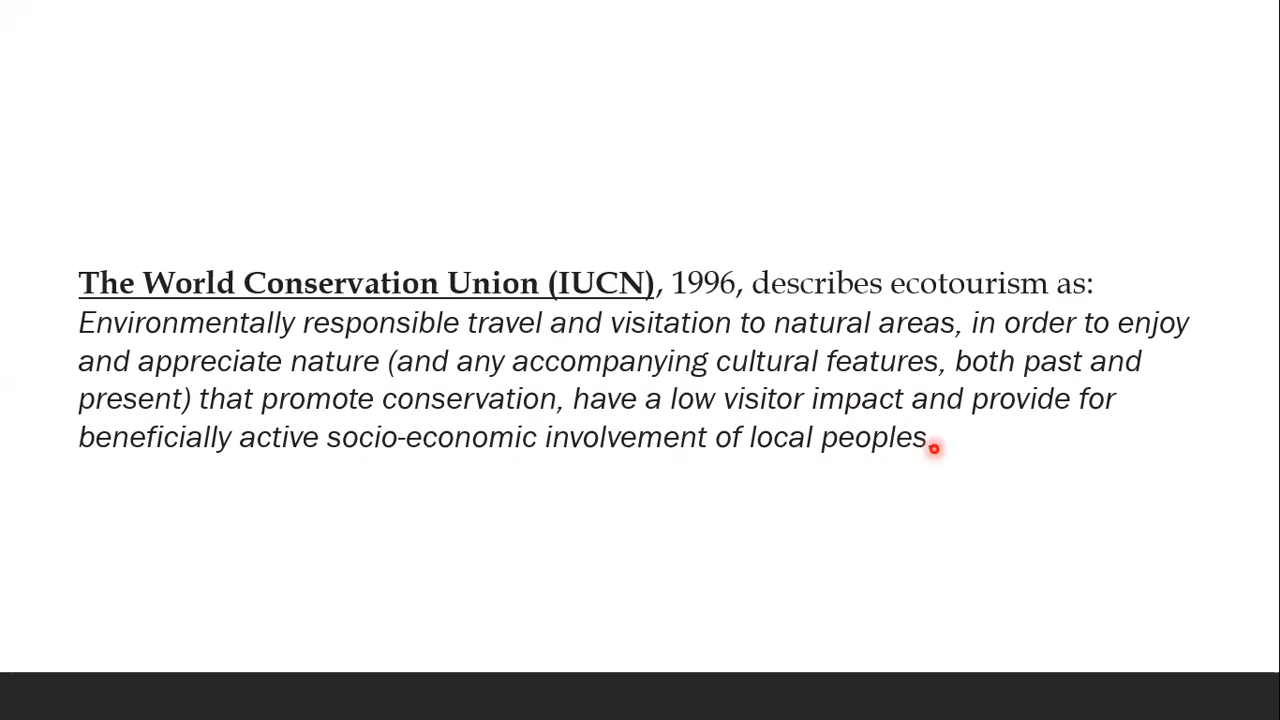 The World Conservation Union (IUCN), 1996, describes ecotourism as:
Environmentally responsible travel and visitation to natural areas, in order to enjoy
and appreciate nature (and any accompanying cultural features, both past and
present) that promote conservation, have a low visitor impact and provide for
beneficially active socio-economic involvement of local peoples.